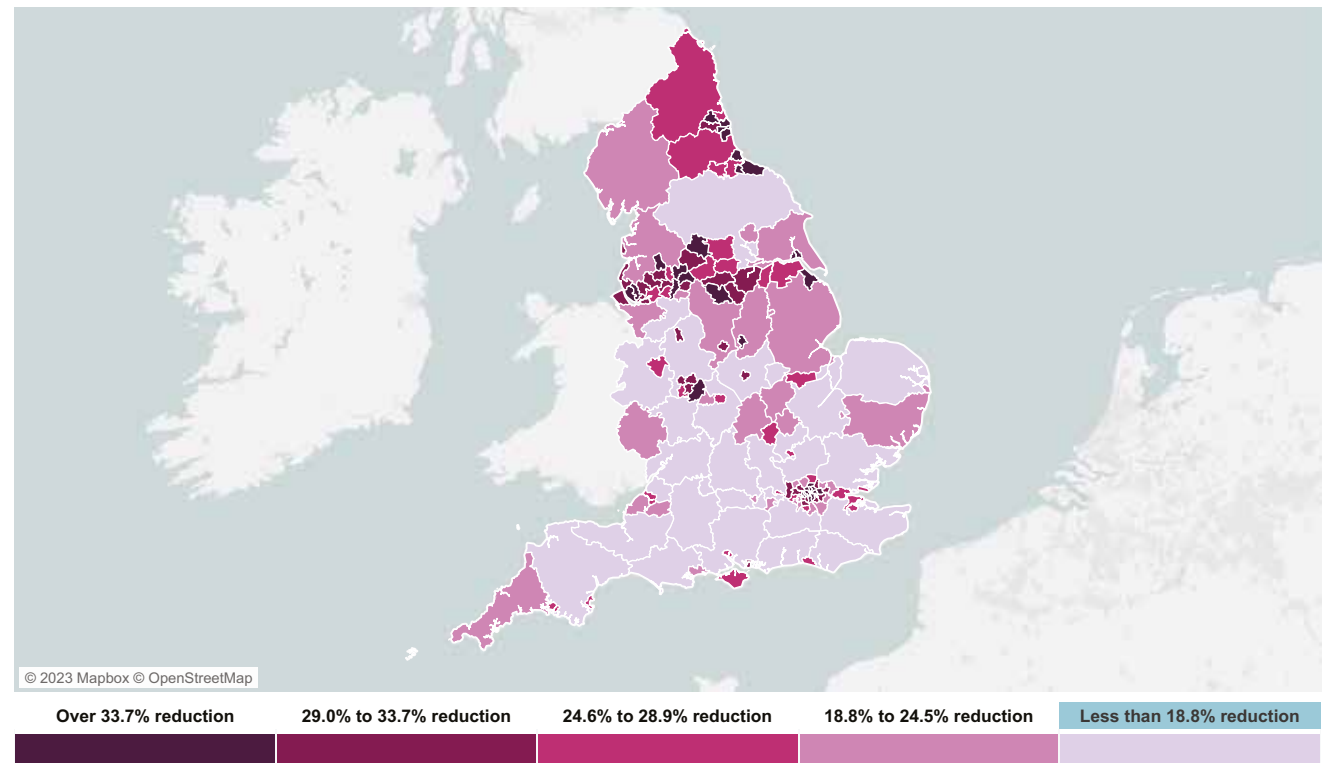 © 2023 Mapbox © OpenStreetMap
Over 33.7% reduction 29.0% to 33.7% reduction 24.6% to 28.9% reduction 18.8% to 24.5% reduction Less than 18.8% reduction